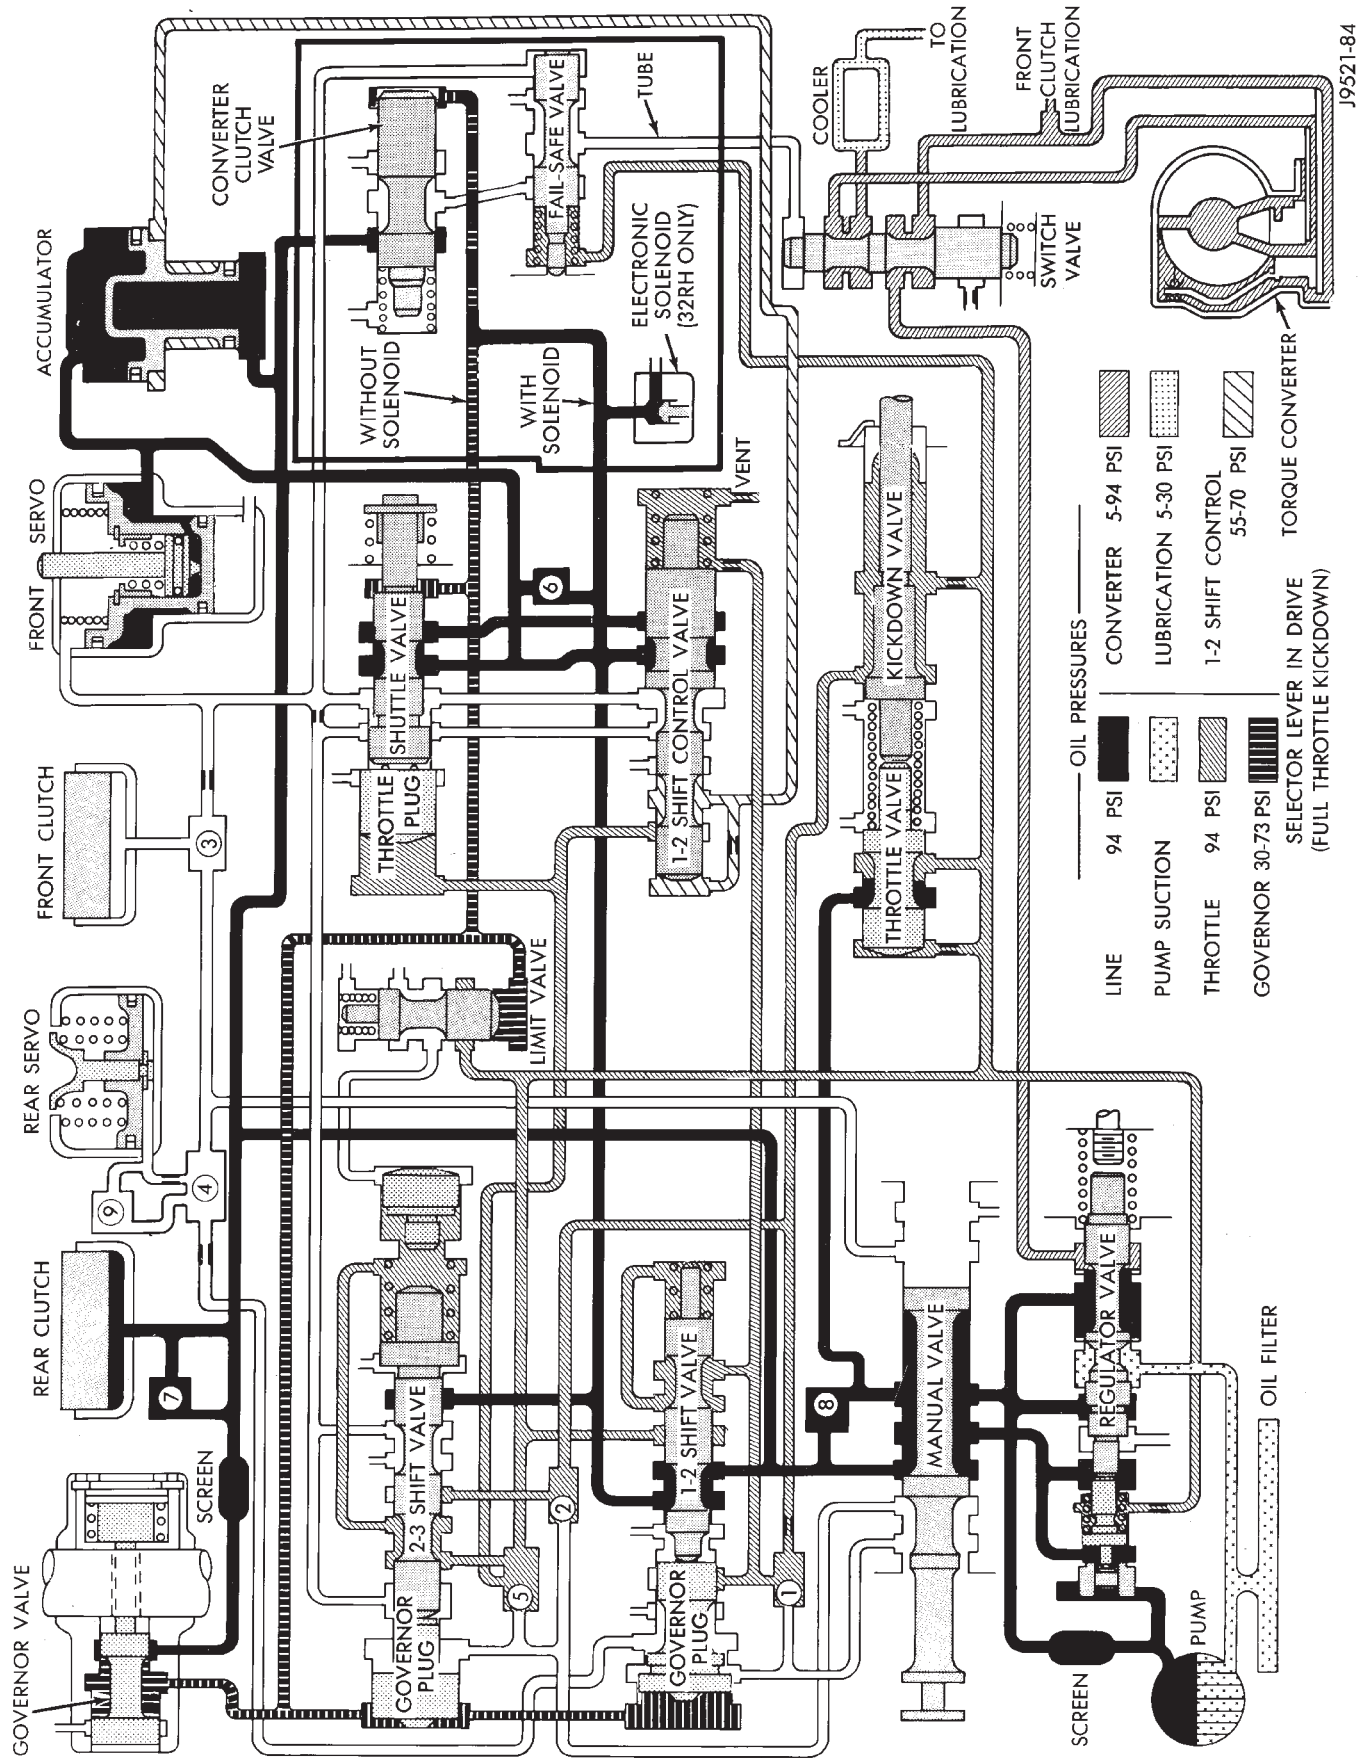 GOVERNOR VALVE
REAR CLUTCH
REAR SERVO
FRONT CLUTCH
FRONT SERVO
ACCUMULATOR
7
9
4
3
SCREEN
CONVERTER
CLUTCH
VALVE
GOVERNOR
PLUG
2-3 SHIFT VALVE
LIMIT VALVE
THROTTLE
PLUG
SHUTTLE VALVE
WITHOUT
SOLENOID
WITH
SOLENOID
FAIL-SAFE VALVE
TUBE
ELECTRONIC
SOLENOID
(32RH ONLY)
5
2
6
GOVERNOR
PLUG
1-2 SHIFT VALVE
1-2 SHIFT CONTROL VALVE
VENT
1
8
COOLER
TO
LUBRICATION
FRONT
CLUTCH
LUBRICATION
SWITCH
VALVE
MANUAL VALVE
THROTTLE VALVE
KICKDOWN VALVE
SCREEN
PUMP
REGULATOR VALVE
OIL FILTER
OIL PRESSURES
LINE 94 PSI
PUMP SUCTION
THROTTLE 94 PSI
GOVERNOR 30-73 PSI
CONVERTER 5-94 PSI
LUBRICATION 5-30 PSI
1-2 SHIFT CONTROL
55-70 PSI
SELECTOR LEVER IN DRIVE
(FULL THROTTLE KICKDOWN)
TORQUE CONVERTER
J9521-84